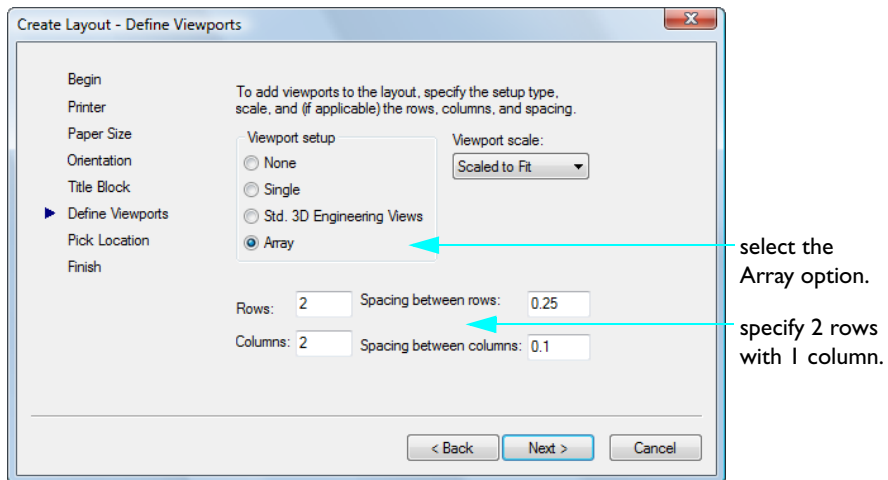 Create Layout - Define Viewports
Begin
Printer
Paper Size
Orientation
Title Block
Define Viewports
Pick Location
Finish
To add viewports to the layout, specify the setup type,
scale, and (if applicable) the rows, columns, and spacing.
Viewport setup
None
Single
Std. 3D Engineering Views
Array
Viewport scale:
Scaled to Fit
Rows: 2 Spacing between rows: 0.25
Columns: 2 Spacing between columns: 0.1
< Back Next > Cancel
select the
Array option.
specify 2 rows
with 1 column.